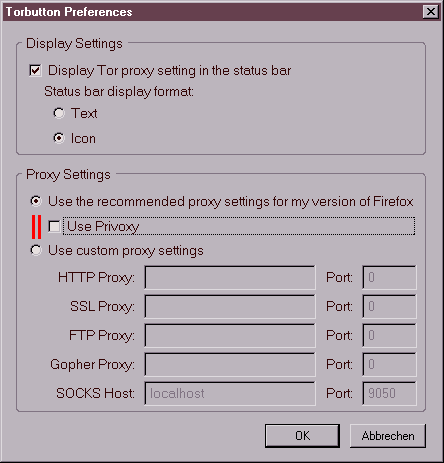 Torbutton Preferences
Display Settings
Display Tor proxy setting in the status bar
Status bar display format:
Text
Icon
Proxy Settings
Use the recommended proxy settings for my version of Firefox
Use Privoxy
Use custom proxy settings
HTTP Proxy: Port: 0
SSL Proxy: Port: 0
FTP Proxy: Port: 0
Gopher Proxy: Port: 0
SOCKS Host: localhost Port: 9050
OK Abbrechen